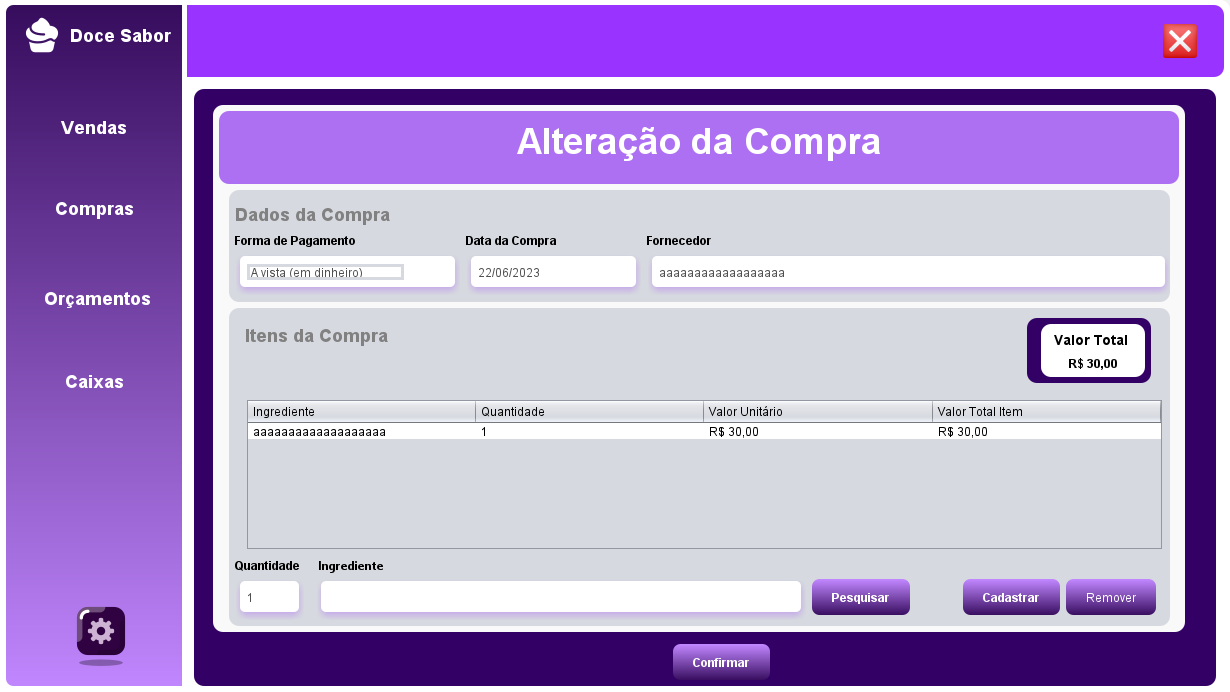 Doce Sabor
Vendas
Compras
Orçamentos
Caixas
Alteração da Compra
Dados da Compra
Forma de Pagamento Data da Compra Fornecedor
A vista (em dinheiro) 22/06/2023 aaaaaaaaaaaaaaaaaa
Itens da Compra
Valor Total
R$ 30,00
Ingrediente Quantidade Valor Unitário Valor Total Item
aaaaaaaaaaaaaaaaaaa 1 R$ 30,00 R$ 30,00
Quantidade Ingrediente
1 Pesquisar Cadastrar Remover
Confirmar